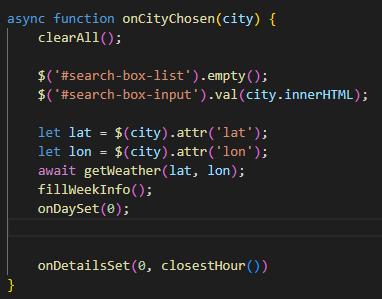 async function onCityChosen(city) {
    clearAll();

    $('#search-box-list').empty();
    $('#search-box-input').val(city.innerHTML);

    let lat = $(city).attr('lat');
    let lon = $(city).attr('lon');
    await getWeather(lat, lon);
    fillWeekInfo();
    onDaySet(0);


    onDetailsSet(0, closestHour())
}